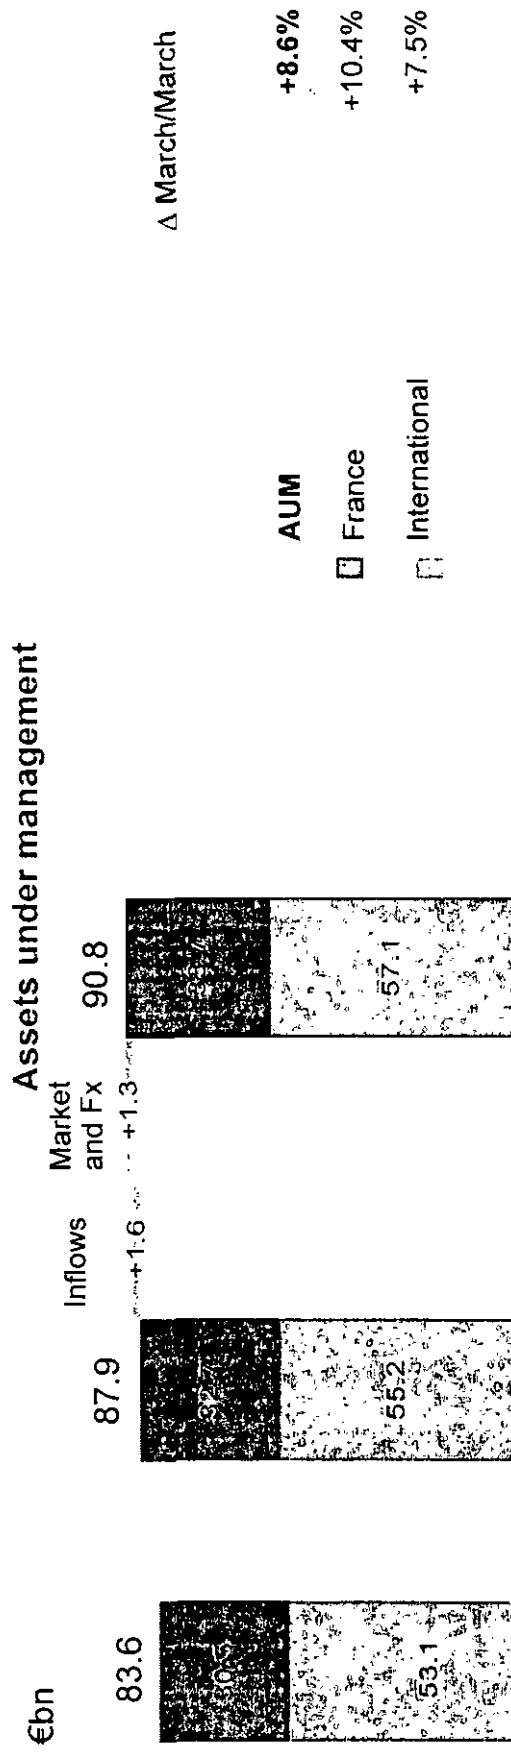 Assets under management
€bn
Inflows
Market
and Fx
83.6
87.9
+1.6
+1.3
90.8
53.1
55.2
57.1
Δ March/March
AUM +8.6%
France +10.4%
International +7.5%